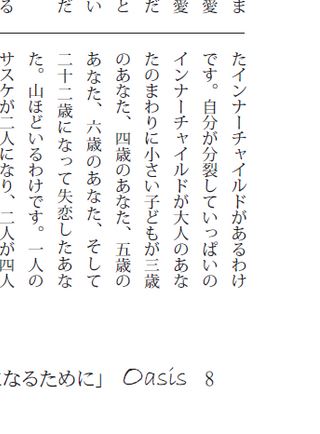 ま
愛
愛
だ
と
い
だ
る
たインナーチャイルドがあるわけ
です。自分が分裂していっぱいの
インナーチャイルドが大人のあな
たのまわりに小さい子どもが三歳
のあなた、四歳のあなた、五歳の
あなた、六歳のあなた、そして
二十二歳になって失恋したあな
た。山ほどいるわけです。一人の
サスケが二人になり、二人が四人
なるために」 Oasis 8